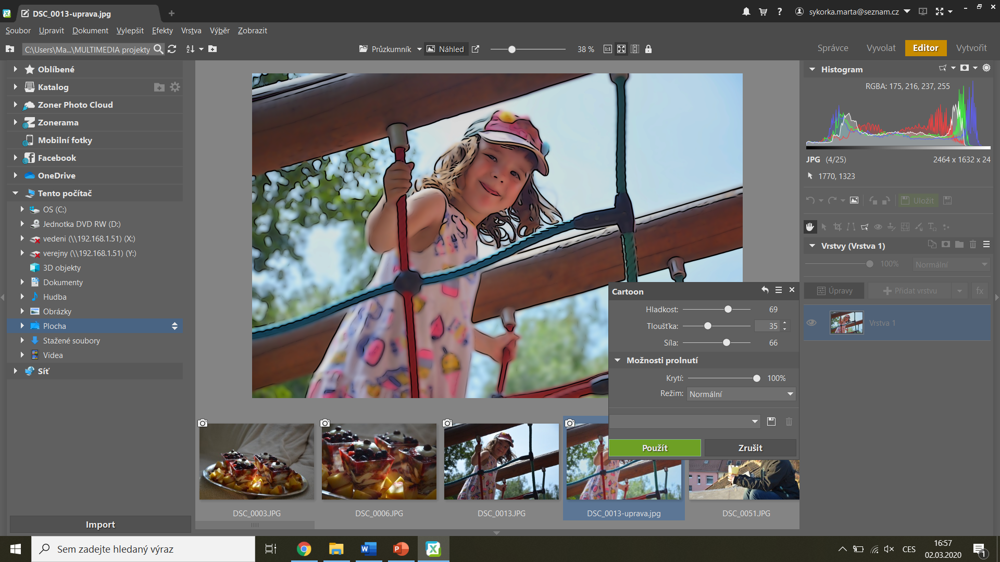 DSC_0013-uprava.jpg
sykorka.marta@seznam.cz
2
Soubor Upravit Dokument Vylepšit Efekty Vrstva Výběr Zobrazit
C:\Users\Ma...\MULTIMEDIA projekty
Průzkumník
Náhled
38 %
1:1
Správce Vyvolat Editor Vytvořit
Oblíbené
Katalog
Zoner Photo Cloud
Zonerama
Mobilní fotky
Facebook
OneDrive
Tento počítač
OS (C:)
Jednotka DVD RW (D:)
vedeni (\\192.168.1.51) (X:)
verejny (\\192.168.1.51) (Y:)
3D objekty
Dokumenty
Hudba
Obrázky
Plocha
Stažené soubory
Videa
Síť
Import
Histogram
RGBA: 175, 216, 237, 255
JPG (4/25) 2464 x 1632 x 24
1770, 1323
Uložit
Vrstvy (Vrstva 1)
100% Normální
Úpravy Přidat vrstvu fx
Vrstva 1
Cartoon
Hladkost: 69
Tloušťka: 35
Síla: 66
Možnosti prolnutí
Krytí: 100%
Režim: Normální
Použít Zrušit
DSC_0003.JPG
DSC_0006.JPG
DSC_0013.JPG
DSC_0013-uprava.jpg
DSC_0051.JPG
Sem zadejte hledaný výraz
CES
16:57
02.03.2020
1